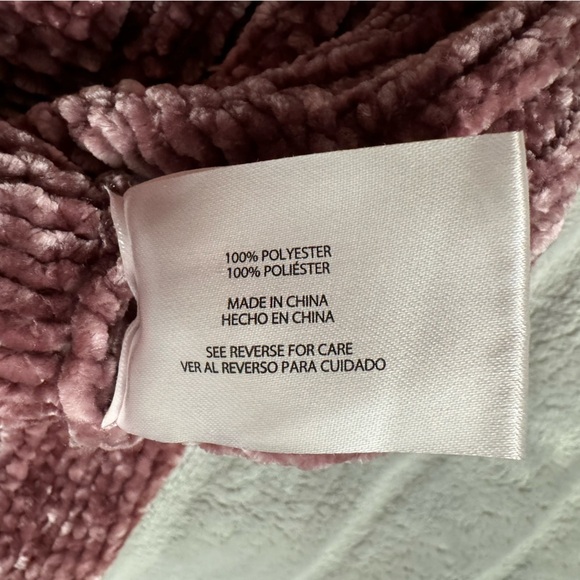 100% POLYESTER
100% POLIÉSTER
MADE IN CHINA
HECHO EN CHINA
SEE REVERSE FOR CARE
VER AL REVERSO PARA CUIDADO